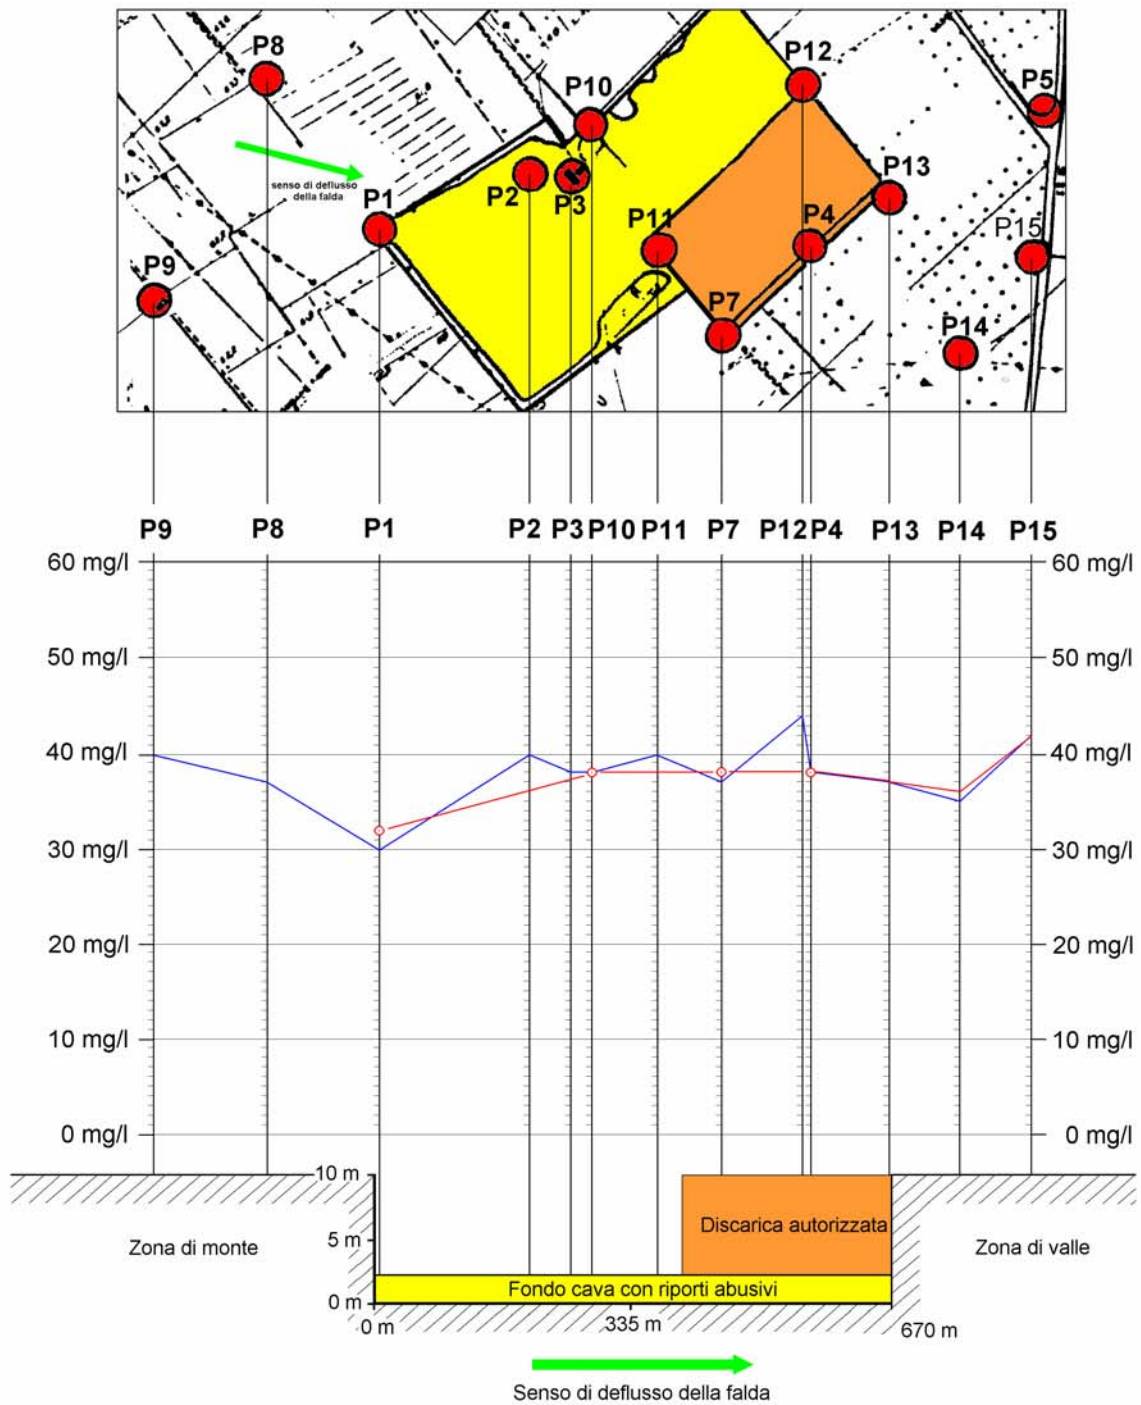 P8
P12
P5
P10
senso di deflusso
della falda
P2
P3
P13
P1
P11
P4
P15
P9
P7
P14
P9 P8 P1 P2 P3 P10 P11 P7 P12 P4 P13 P14 P15
60 mg/l 60 mg/l
50 mg/l 50 mg/l
40 mg/l 40 mg/l
30 mg/l 30 mg/l
20 mg/l 20 mg/l
10 mg/l 10 mg/l
0 mg/l 0 mg/l
10 m
Discarica autorizzata
5 m
Zona di monte Zona di valle
Fondo cava con riporti abusivi
0 m
0 m 335 m 670 m
Senso di deflusso della falda